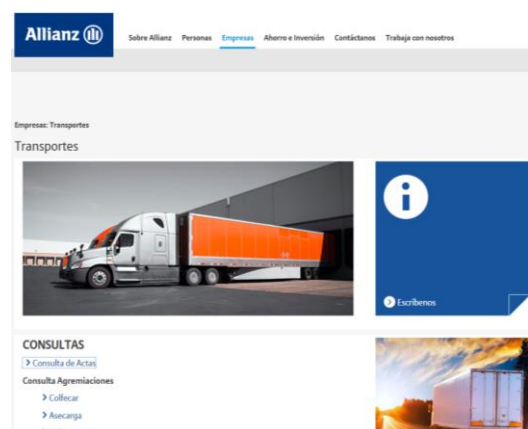 Allianz
Sobre Allianz Personas Empresas Ahorro e Inversión Contáctanos Trabaja con nosotros
Empresas: Transportes
Transportes
Escríbenos
CONSULTAS
Consulta de Actas
Consulta Agremiaciones
Colfecar
Asecarga